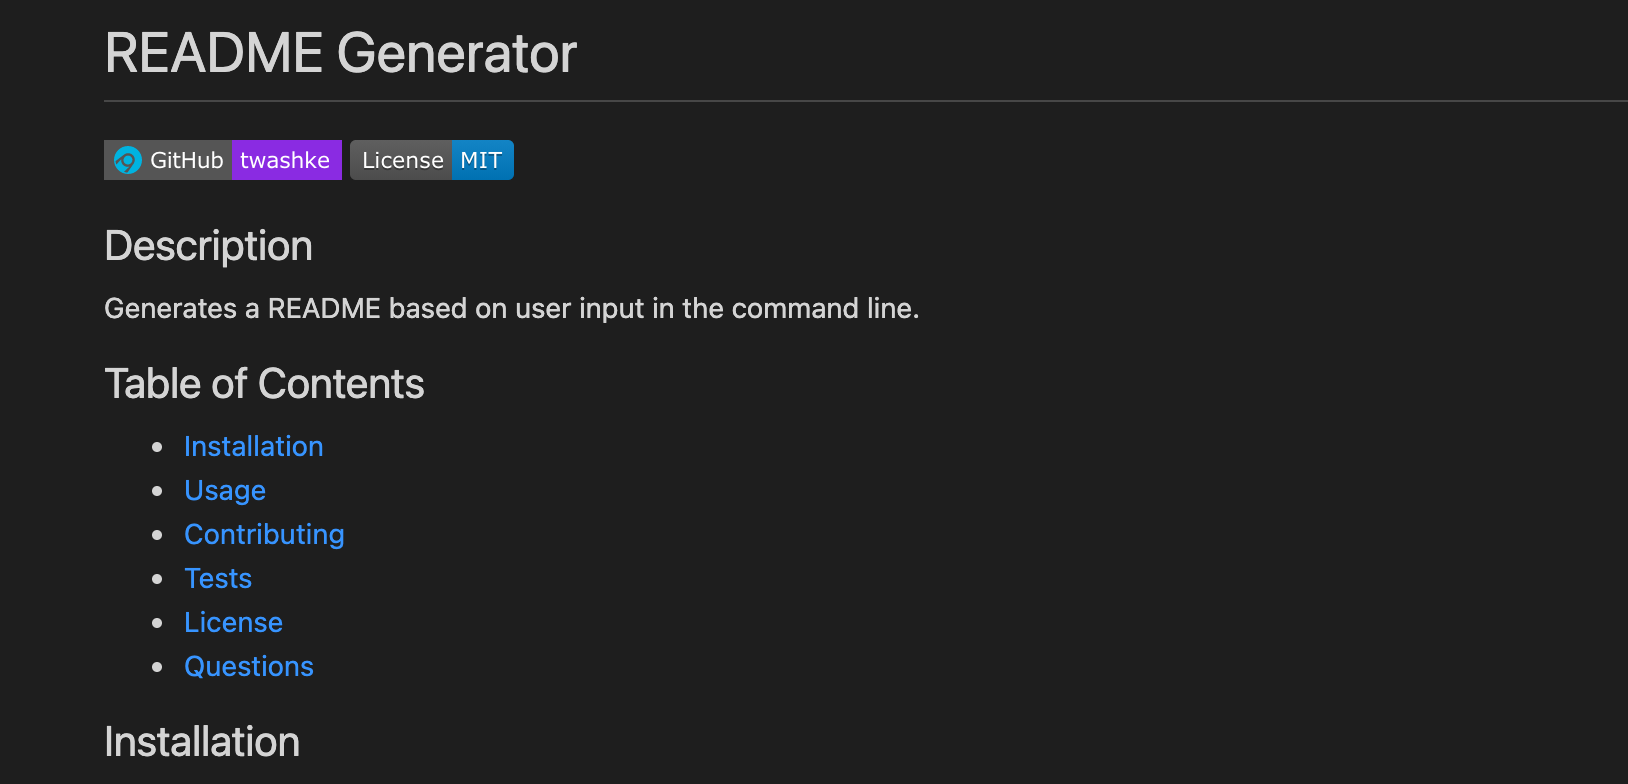 README Generator
GitHub twashke License MIT
Description
Generates a README based on user input in the command line.
Table of Contents
Installation
Usage
Contributing
Tests
License
Questions
Installation